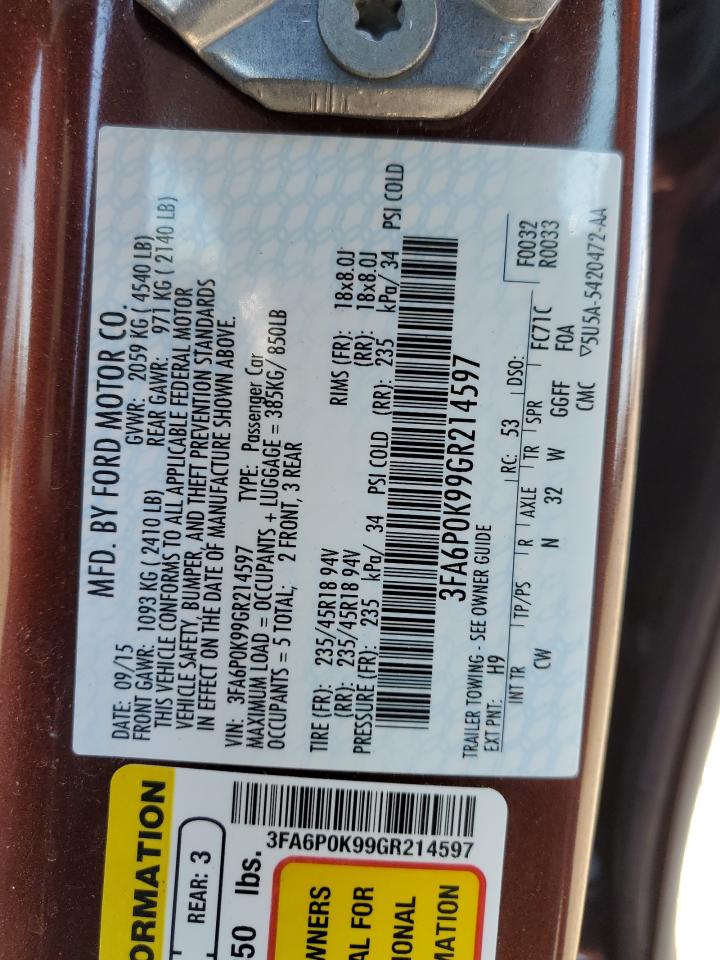 MFD. BY FORD MOTOR CO.
DATE: 09/15 GVWR: 2059 KG ( 4540 LB)
FRONT GAWR: 1093 KG ( 2410 LB) REAR GAWR: 971 KG ( 2140 LB)
THIS VEHICLE CONFORMS TO ALL APPLICABLE FEDERAL MOTOR
VEHICLE SAFETY, BUMPER, AND THEFT PREVENTION STANDARDS
IN EFFECT ON THE DATE OF MANUFACTURE SHOWN ABOVE.
VIN: 3FA6P0K99GR214597 TYPE: Passenger Car
MAXIMUM LOAD = OCCUPANTS + LUGGAGE = 385KG/ 850LB
OCCUPANTS = 5 TOTAL; 2 FRONT, 3 REAR
TIRE (FR): 235/45R18 94V RIMS (FR): 18x8.0J
(RR): 235/45R18 94V (RR): 18x8.0J
PRESSURE (FR): 235 kPa/ 34 PSI COLD (RR): 235 kPa/ 34 PSI COLD
3FA6P0K99GR214597
TRAILER TOWING - SEE OWNER GUIDE
EXT PNT: H9 RC: 53 DSO: F0032
R0033
INT TR TP/PS R AXLE TR SPR FC71C
CW N 32 W GGFF F0A
CMC ▽5U5A-5420472-AA
ORMATION
REAR: 3
50 lbs.
3FA6P0K99GR214597
WNERS
AL FOR
IONAL
MATION